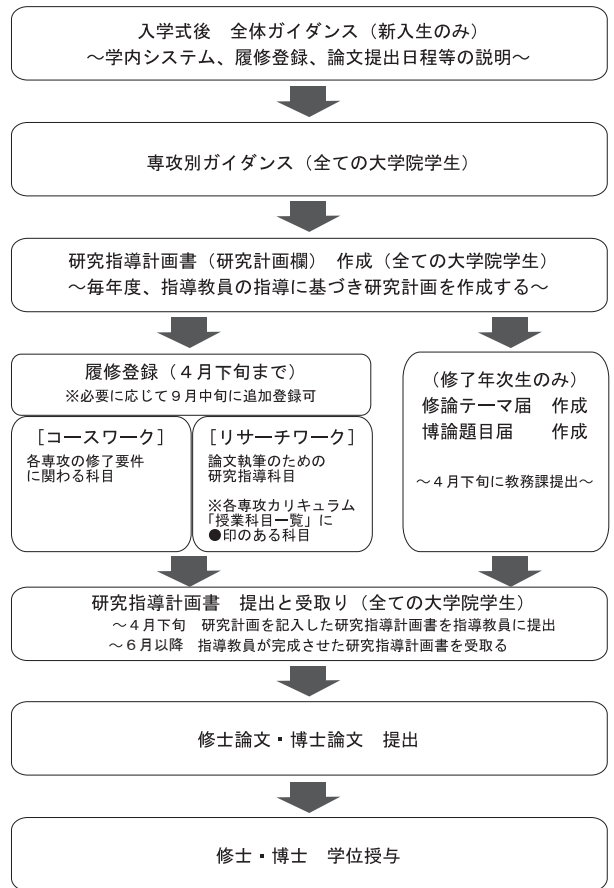 入学式後　全体ガイダンス（新入生のみ）
～学内システム、履修登録、論文提出日程等の説明～
専攻別ガイダンス（全ての大学院学生）
研究指導計画書（研究計画欄）　作成（全ての大学院学生）
～毎年度、指導教員の指導に基づき研究計画を作成する～
履修登録（４月下旬まで）
※必要に応じて９月中旬に追加登録可
［コースワーク］
各専攻の修了要件
に関わる科目
［リサーチワーク］
論文執筆のための
研究指導科目
※各専攻カリキュラム
「授業科目一覧」に
●印のある科目
（修了年次生のみ）
修論テーマ届　作成
博論題目届　　作成
～４月下旬に教務課提出～
研究指導計画書　提出と受取り（全ての大学院学生）
～４月下旬　研究計画を記入した研究指導計画書を指導教員に提出
～６月以降　指導教員が完成させた研究指導計画書を受取る
修士論文・博士論文　提出
修士・博士　学位授与